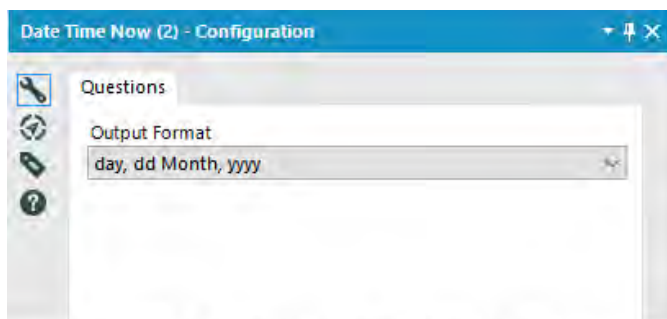 Date Time Now (2) - Configuration
Questions
Output Format
day, dd Month, yyyy